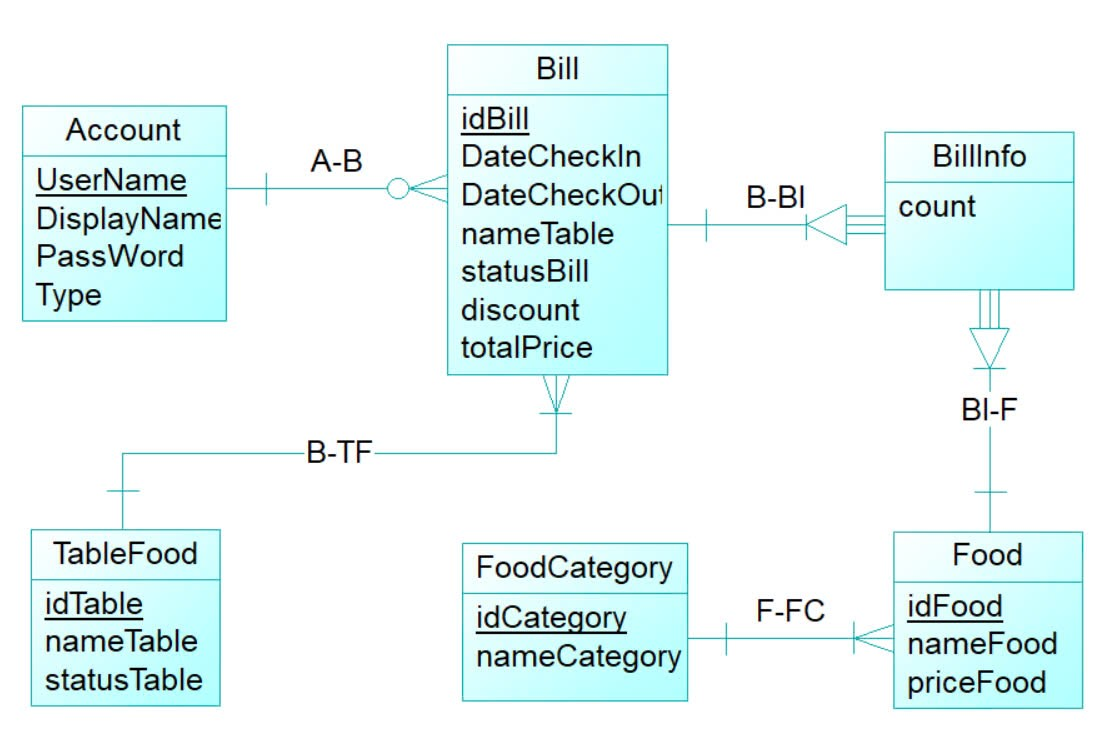 Bill
idBill
DateCheckIn
DateCheckOut
nameTable
statusBill
discount
totalPrice
Account
UserName
DisplayName
PassWord
Type
A-B
B-BI
BillInfo
count
BI-F
B-TF
TableFood
idTable
nameTable
statusTable
FoodCategory
idCategory
nameCategory
F-FC
Food
idFood
nameFood
priceFood